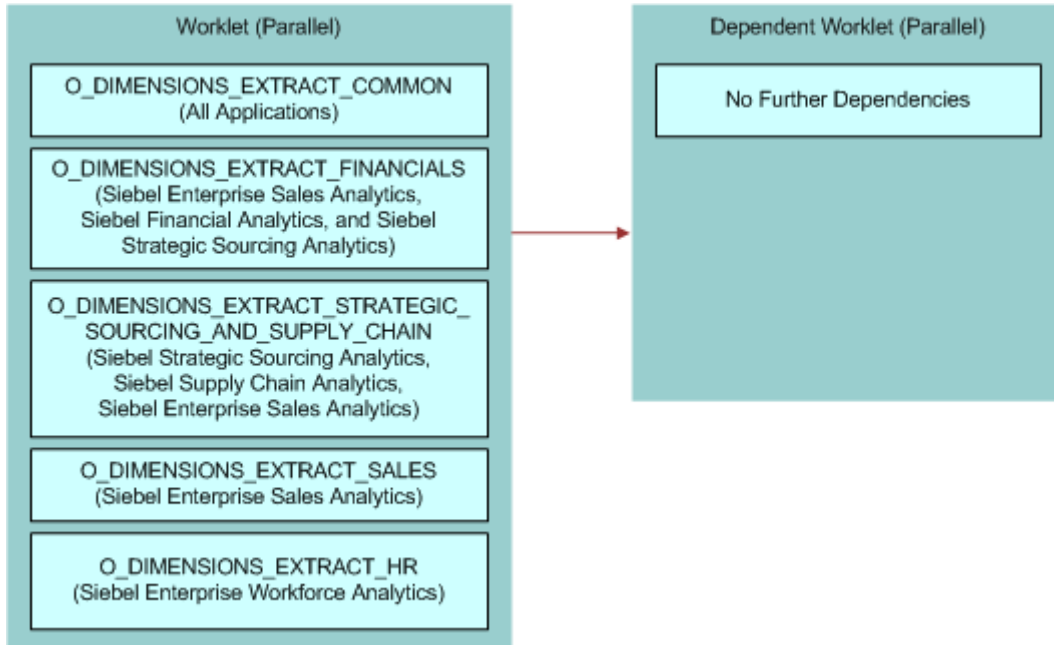 Worklet (Parallel)
O_DIMENSIONS_EXTRACT_COMMON
(All Applications)
O_DIMENSIONS_EXTRACT_FINANCIALS
(Siebel Enterprise Sales Analytics,
Siebel Financial Analytics, and Siebel
Strategic Sourcing Analytics)
O_DIMENSIONS_EXTRACT_STRATEGIC_
SOURCING_AND_SUPPLY_CHAIN
(Siebel Strategic Sourcing Analytics,
Siebel Supply Chain Analytics,
Siebel Enterprise Sales Analytics)
O_DIMENSIONS_EXTRACT_SALES
(Siebel Enterprise Sales Analytics)
O_DIMENSIONS_EXTRACT_HR
(Siebel Enterprise Workforce Analytics)
Dependent Worklet (Parallel)
No Further Dependencies